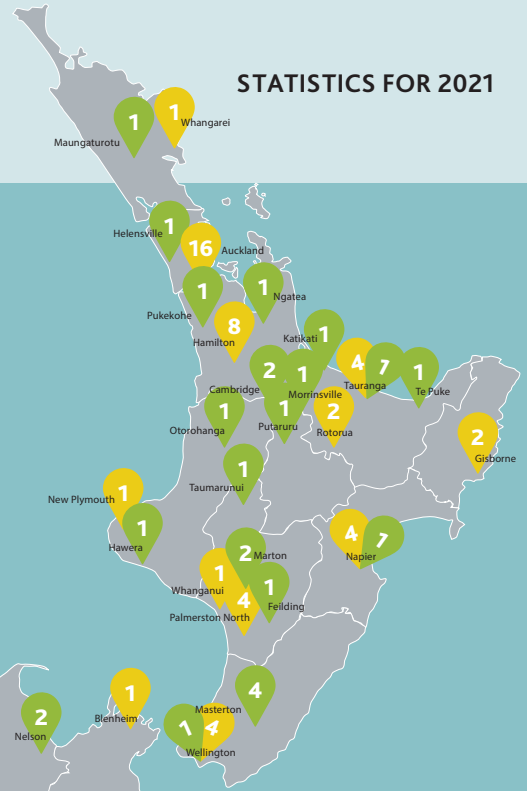 STATISTICS FOR 2021
1
Whangarei
1
Maungaturotu
1
Helensville
16
Auckland
1
Pukekohe
1
Ngatea
8
Hamilton
1
Katikati
2
Cambridge
1
Morrinsville
4
1
Tauranga
1
Te Puke
1
Otorohanga
1
Putaruru
2
Rotorua
2
Gisborne
1
Taumarunui
1
New Plymouth
1
Hawera
4
1
Napier
2
Marton
1
Whanganui
4
Palmerston North
1
Feilding
4
Masterton
1
Blenheim
2
Nelson
1
4
Wellington